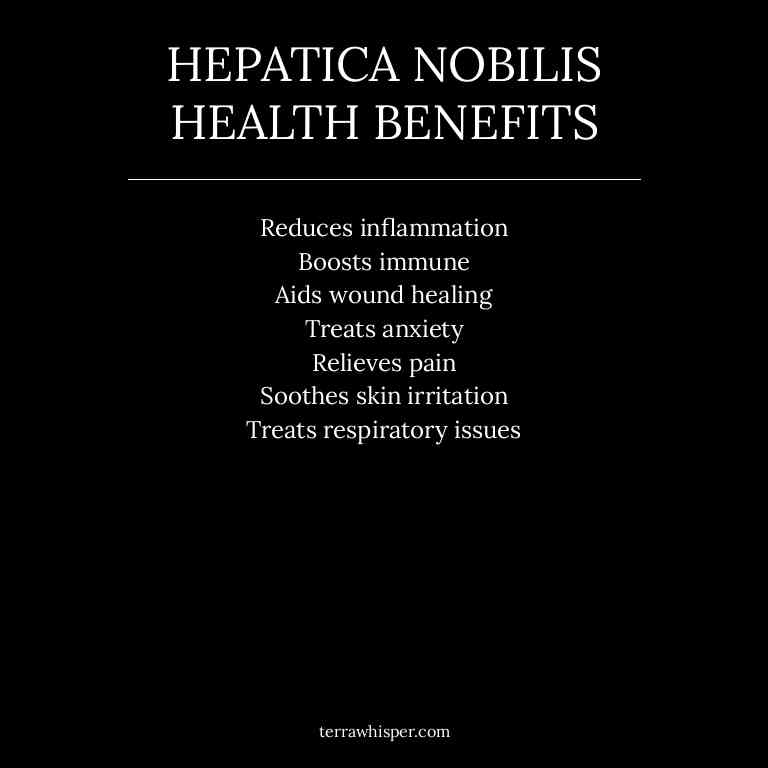 HEPATICA NOBILIS
HEALTH BENEFITS
Reduces inflammation
Boosts immune
Aids wound healing
Treats anxiety
Relieves pain
Soothes skin irritation
Treats respiratory issues
terrawhisper.com